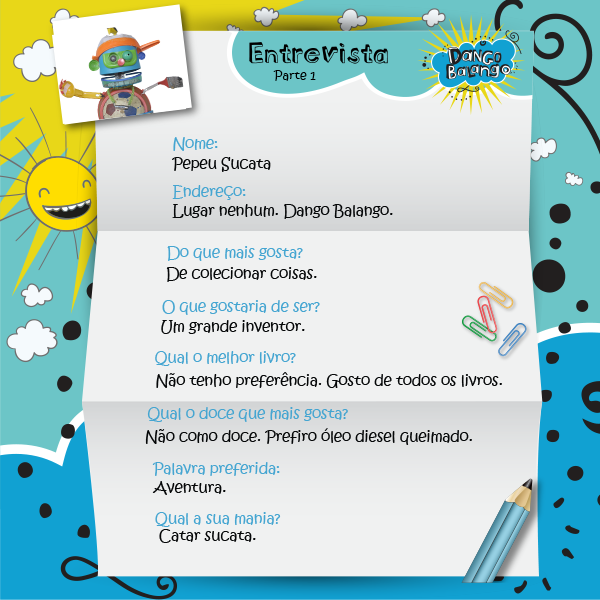 Entrevista
Parte 1
Dango
Balango
Nome:
Pepeu Sucata
Endereço:
Lugar nenhum. Dango Balango.
Do que mais gosta?
De colecionar coisas.
O que gostaria de ser?
Um grande inventor.
Qual o melhor livro?
Não tenho preferência. Gosto de todos os livros.
Qual o doce que mais gosta?
Não como doce. Prefiro óleo diesel queimado.
Palavra preferida:
Aventura.
Qual a sua mania?
Catar sucata.